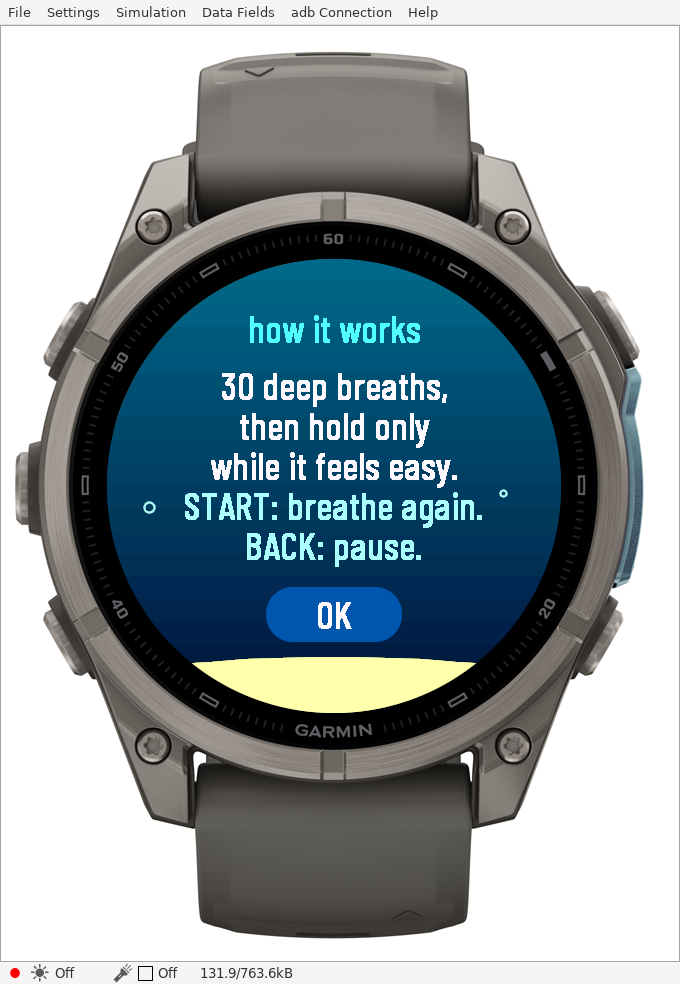 File Settings Simulation Data Fields adb Connection Help
60
50
how it works
30 deep breaths,
then hold only
while it feels easy.
START: breathe again.
BACK: pause.
40
20
OK
GARMIN
Off Off 131.9/763.6kB